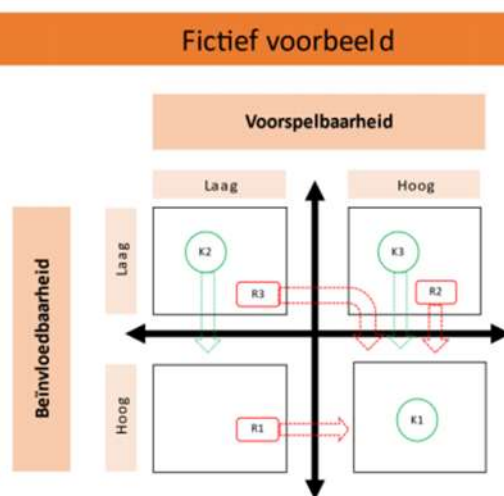 Fictief voorbeeld
Voorspelbaarheid
Laag
Hoog
Beïnvloedbaarheid
Laag
K2
R3
K3
R2
Hoog
R1
K1